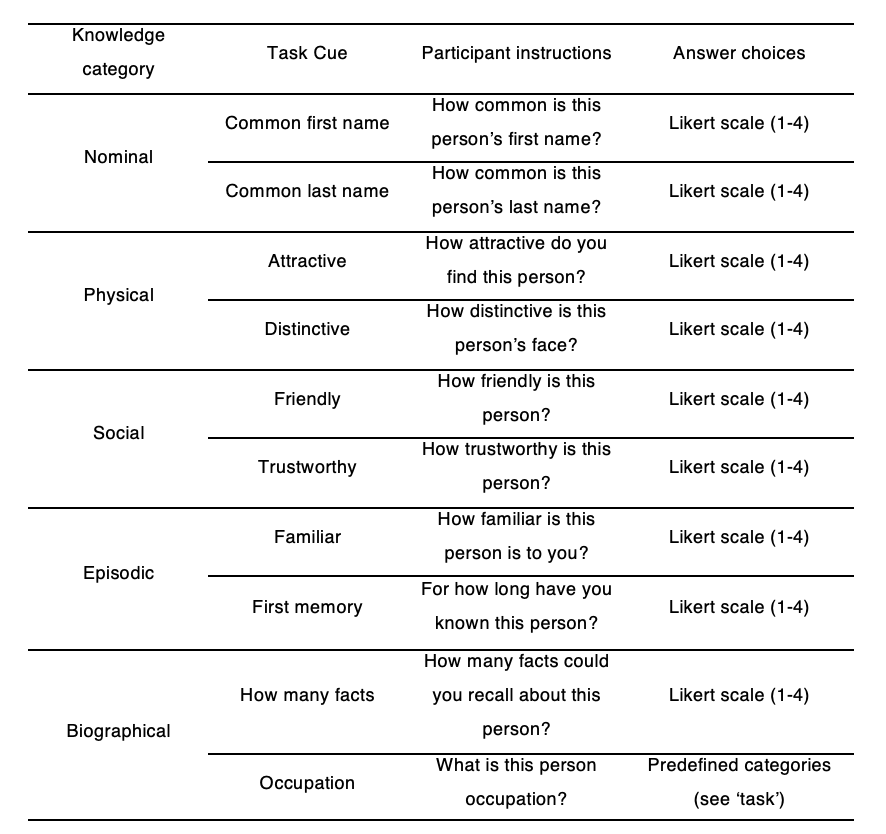 Knowledge
category
Task Cue
Participant instructions
Answer choices
Nominal
Common first name
How common is this
person's first name?
Likert scale (1-4)
Common last name
How common is this
person's last name?
Likert scale (1-4)
Physical
Attractive
How attractive do you
find this person?
Likert scale (1-4)
Distinctive
How distinctive is this
person's face?
Likert scale (1-4)
Social
Friendly
How friendly is this
person?
Likert scale (1-4)
Trustworthy
How trustworthy is this
person?
Likert scale (1-4)
Episodic
Familiar
How familiar is this
person is to you?
Likert scale (1-4)
First memory
For how long have you
known this person?
Likert scale (1-4)
Biographical
How many facts
How many facts could
you recall about this
person?
Likert scale (1-4)
Occupation
What is this person
occupation?
Predefined categories
(see ‘task’)